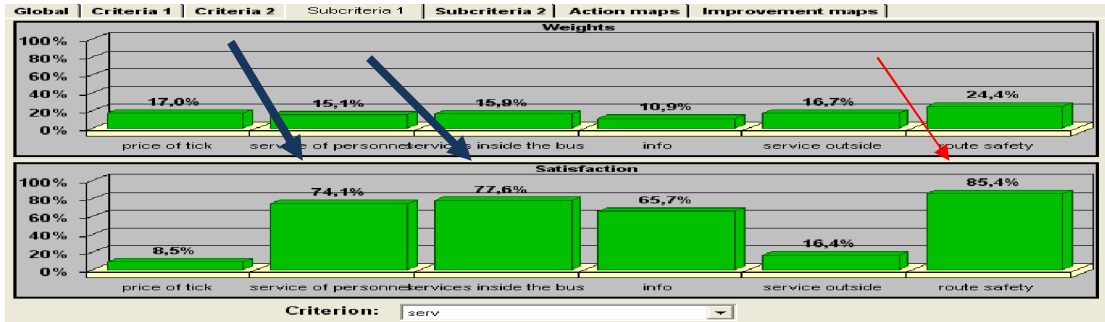 Global Criteria 1 Criteria 2 Subcriteria 1 Subcriteria 2 Action maps Improvement maps
Weights
100%
80%
60%
40%
20%
0%
17,0% 15,1% 15,9% 10,9% 16,7% 24,4%
price of tick service of personne services inside the bus info service outside route safety
Satisfaction
100%
80%
60%
40%
20%
0%
8,5% 74,1% 77,6% 65,7% 16,4% 85,4%
price of tick service of personne services inside the bus info service outside route safety
Criterion: serv